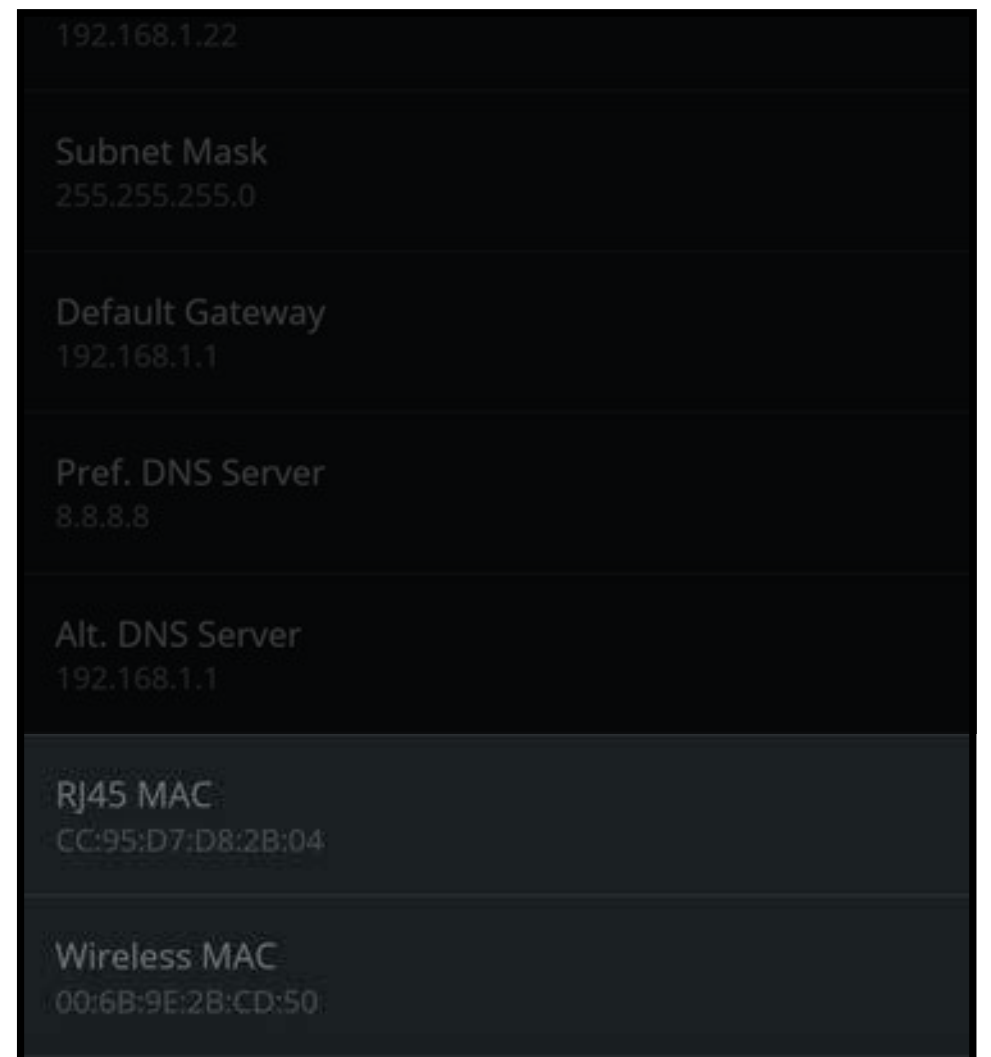 192.168.1.22
Subnet Mask
255.255.255.0
Default Gateway
192.168.1.1
Pref. DNS Server
8.8.8.8
Alt. DNS Server
192.168.1.1
RJ45 MAC
CC:95:D7:D8:2B:04
Wireless MAC
00:6B:9E:2B:CD:50